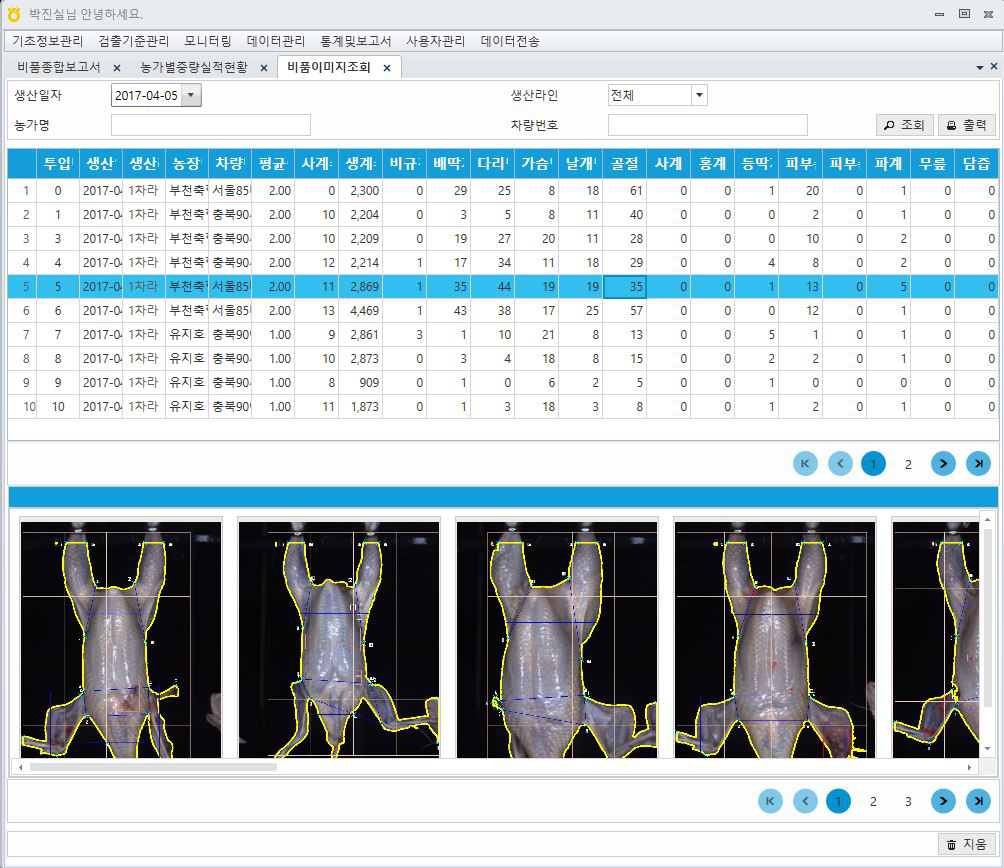 박진실님 안녕하세요.
기초정보관리 검출기준관리 모니터링 데이터관리 통계및보고서 사용자관리 데이터전송
비품종합보고서 농가별중량실적현황 비품이미지조회
생산일자 2017-04-05 생산라인 전체
농가명 차량번호 조회 출력
투입 생산 생산 농장 차량 평균 사계 생계 비규 배딱 다리 가슴 날개 골절 사계 홍계 등딱 피부 피부 파계 무릎 담즙
1 0 2017-04 1차라 부천축 서울85 2.00 0 2,300 0 29 25 8 18 61 0 0 1 20 0 1 0 0
2 1 2017-04 1차라 부천축 충북90 2.00 10 2,204 0 3 5 8 11 40 0 0 0 2 0 1 0 0
3 3 2017-04 1차라 부천축 충북90 2.00 10 2,209 0 19 27 20 11 28 0 0 0 10 0 2 0 0
4 4 2017-04 1차라 부천축 충북90 2.00 12 2,214 1 17 34 11 18 29 0 0 4 8 0 2 0 0
5 5 2017-04 1차라 부천축 서울85 2.00 11 2,869 1 35 44 19 19 35 0 0 1 13 0 5 0 0
6 6 2017-04 1차라 부천축 서울85 2.00 13 4,469 1 43 38 17 25 57 0 0 0 12 0 1 0 0
7 7 2017-04 1차라 유지호 충북90 1.00 9 2,861 3 1 10 21 8 13 0 0 5 1 0 1 0 0
8 8 2017-04 1차라 유지호 충북90 1.00 10 2,873 0 3 4 18 8 15 0 0 2 2 0 1 0 0
9 9 2017-04 1차라 유지호 충북90 1.00 8 909 0 1 0 6 2 5 0 0 1 0 0 0 0 0
10 10 2017-04 1차라 유지호 충북90 1.00 11 1,873 0 1 3 18 3 8 0 0 1 2 0 1 0 0
1 2
1 2 3
지움